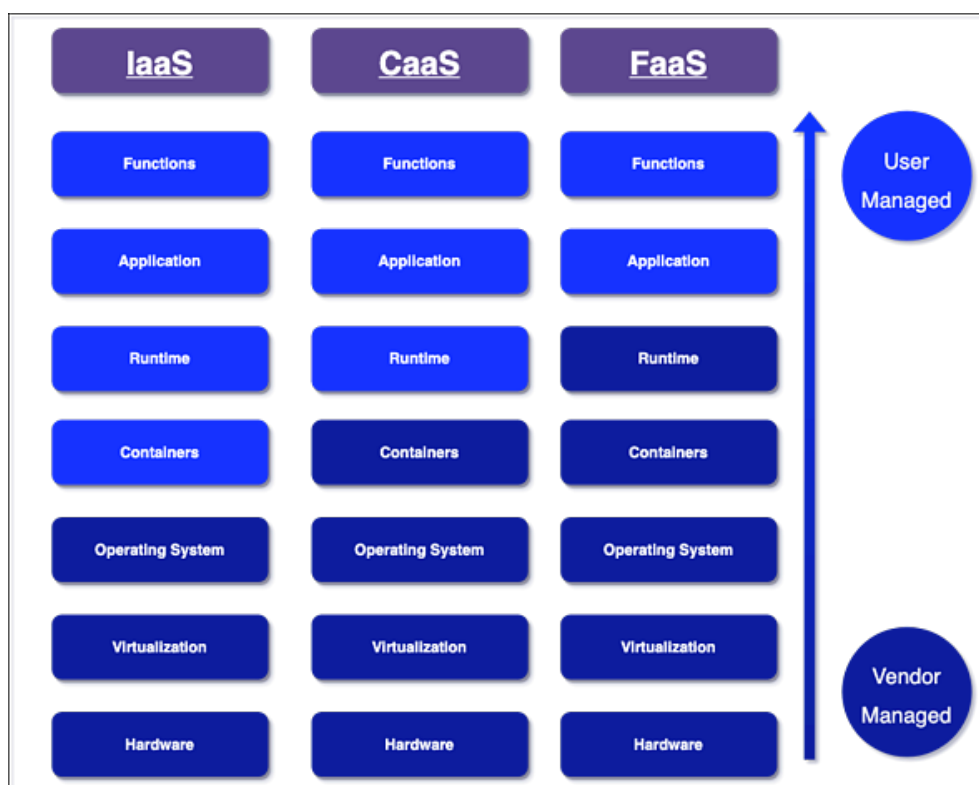 IaaS CaaS FaaS
Functions Functions Functions
User
Managed
Application Application Application
Runtime Runtime Runtime
Containers Containers Containers
Operating System Operating System Operating System
Virtualization Virtualization Virtualization
Vendor
Managed
Hardware Hardware Hardware